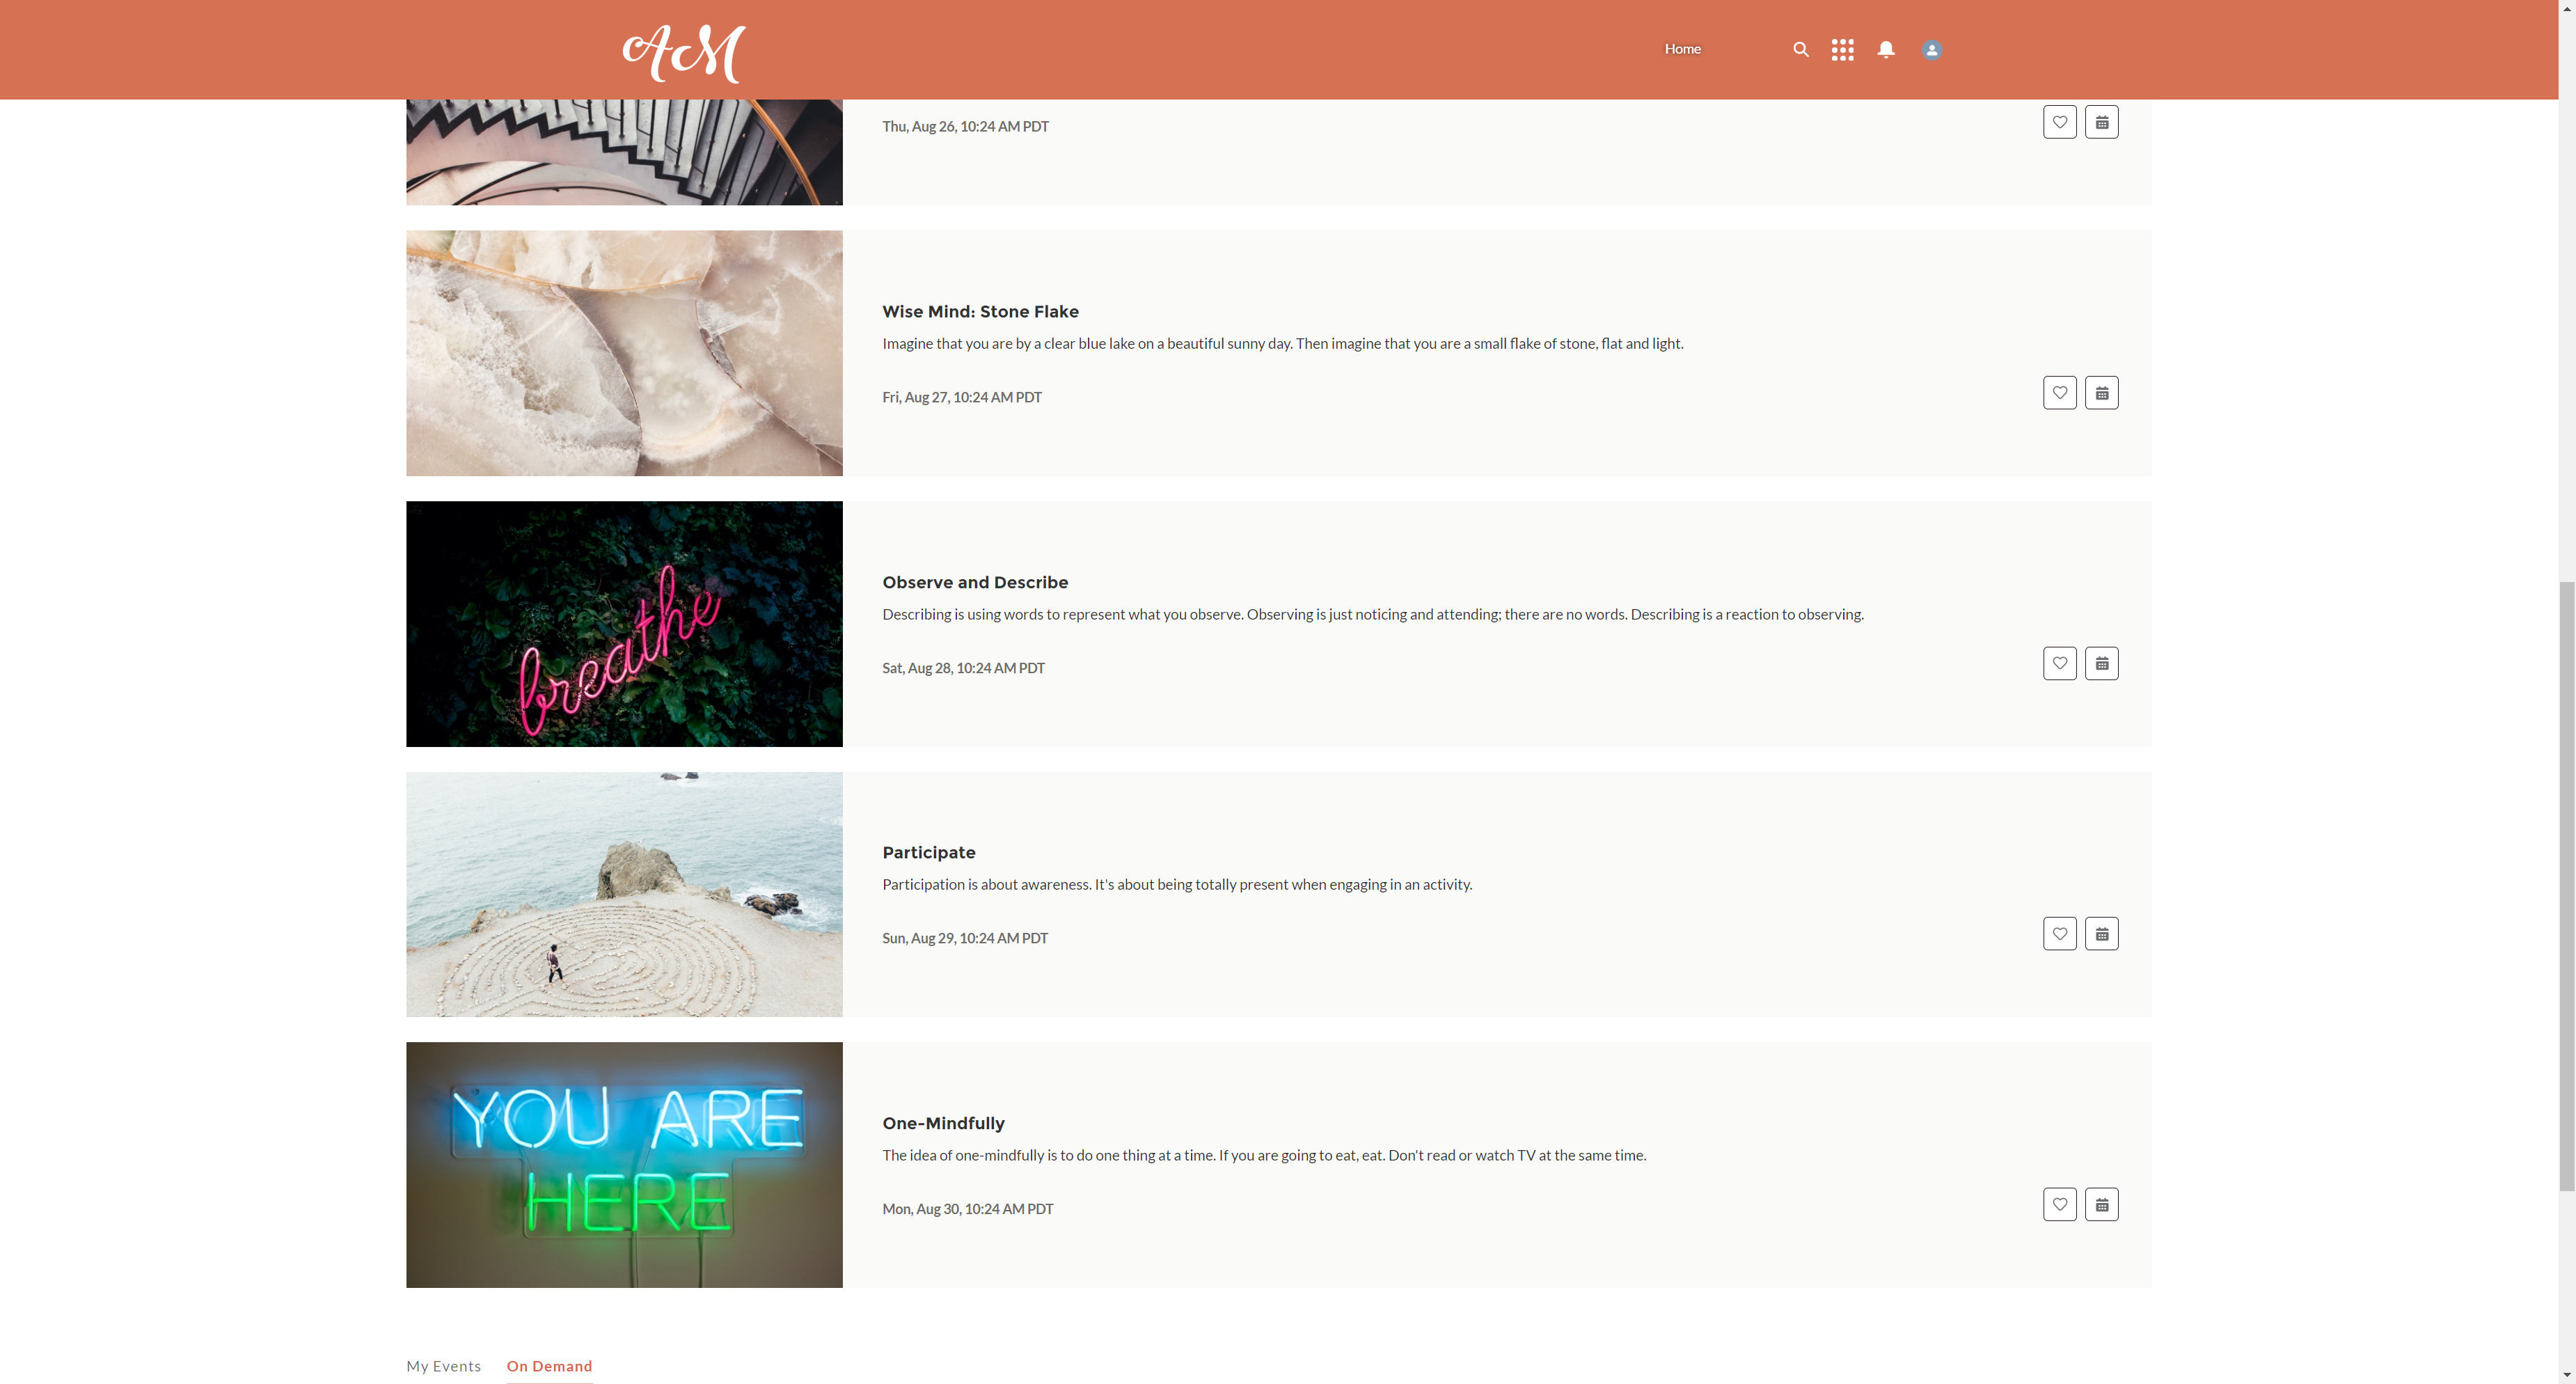 AcM
Home
Thu, Aug 26, 10:24 AM PDT
Wise Mind: Stone Flake
Imagine that you are by a clear blue lake on a beautiful sunny day. Then imagine that you are a small flake of stone, flat and light.
Fri, Aug 27, 10:24 AM PDT
breathe
Observe and Describe
Describing is using words to represent what you observe. Observing is just noticing and attending; there are no words. Describing is a reaction to observing.
Sat, Aug 28, 10:24 AM PDT
Participate
Participation is about awareness. It's about being totally present when engaging in an activity.
Sun, Aug 29, 10:24 AM PDT
YOU ARE
HERE
One-Mindfully
The idea of one-mindfully is to do one thing at a time. If you are going to eat, eat. Don't read or watch TV at the same time.
Mon, Aug 30, 10:24 AM PDT
My Events On Demand